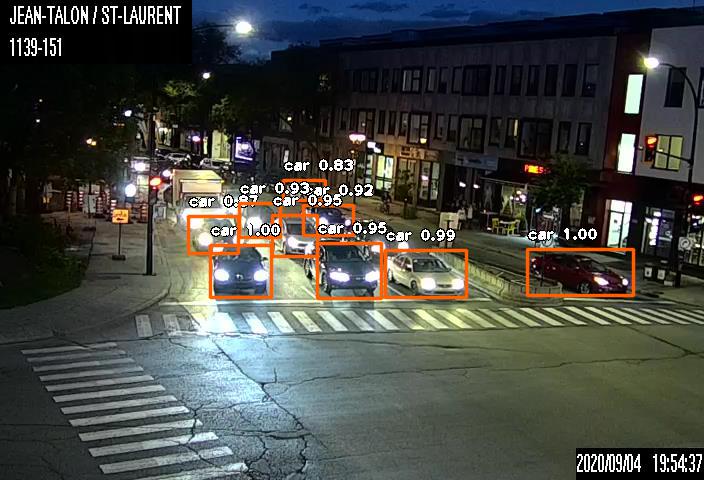 JEAN-TALON / ST-LAURENT
1139-151
car 0.83
car 0.93
car 0.92
car 0.87
car 0.95
car 1.00
car 0.95
car 0.99
car 1.00
2020/09/04 19:54:37